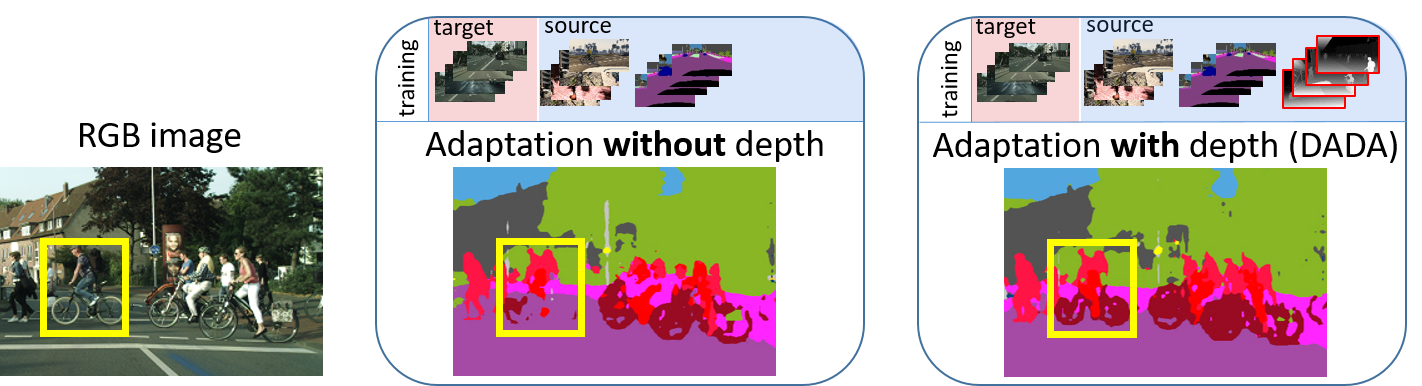 RGB image
training
target
source
Adaptation without depth
training
target
source
Adaptation with depth (DADA)